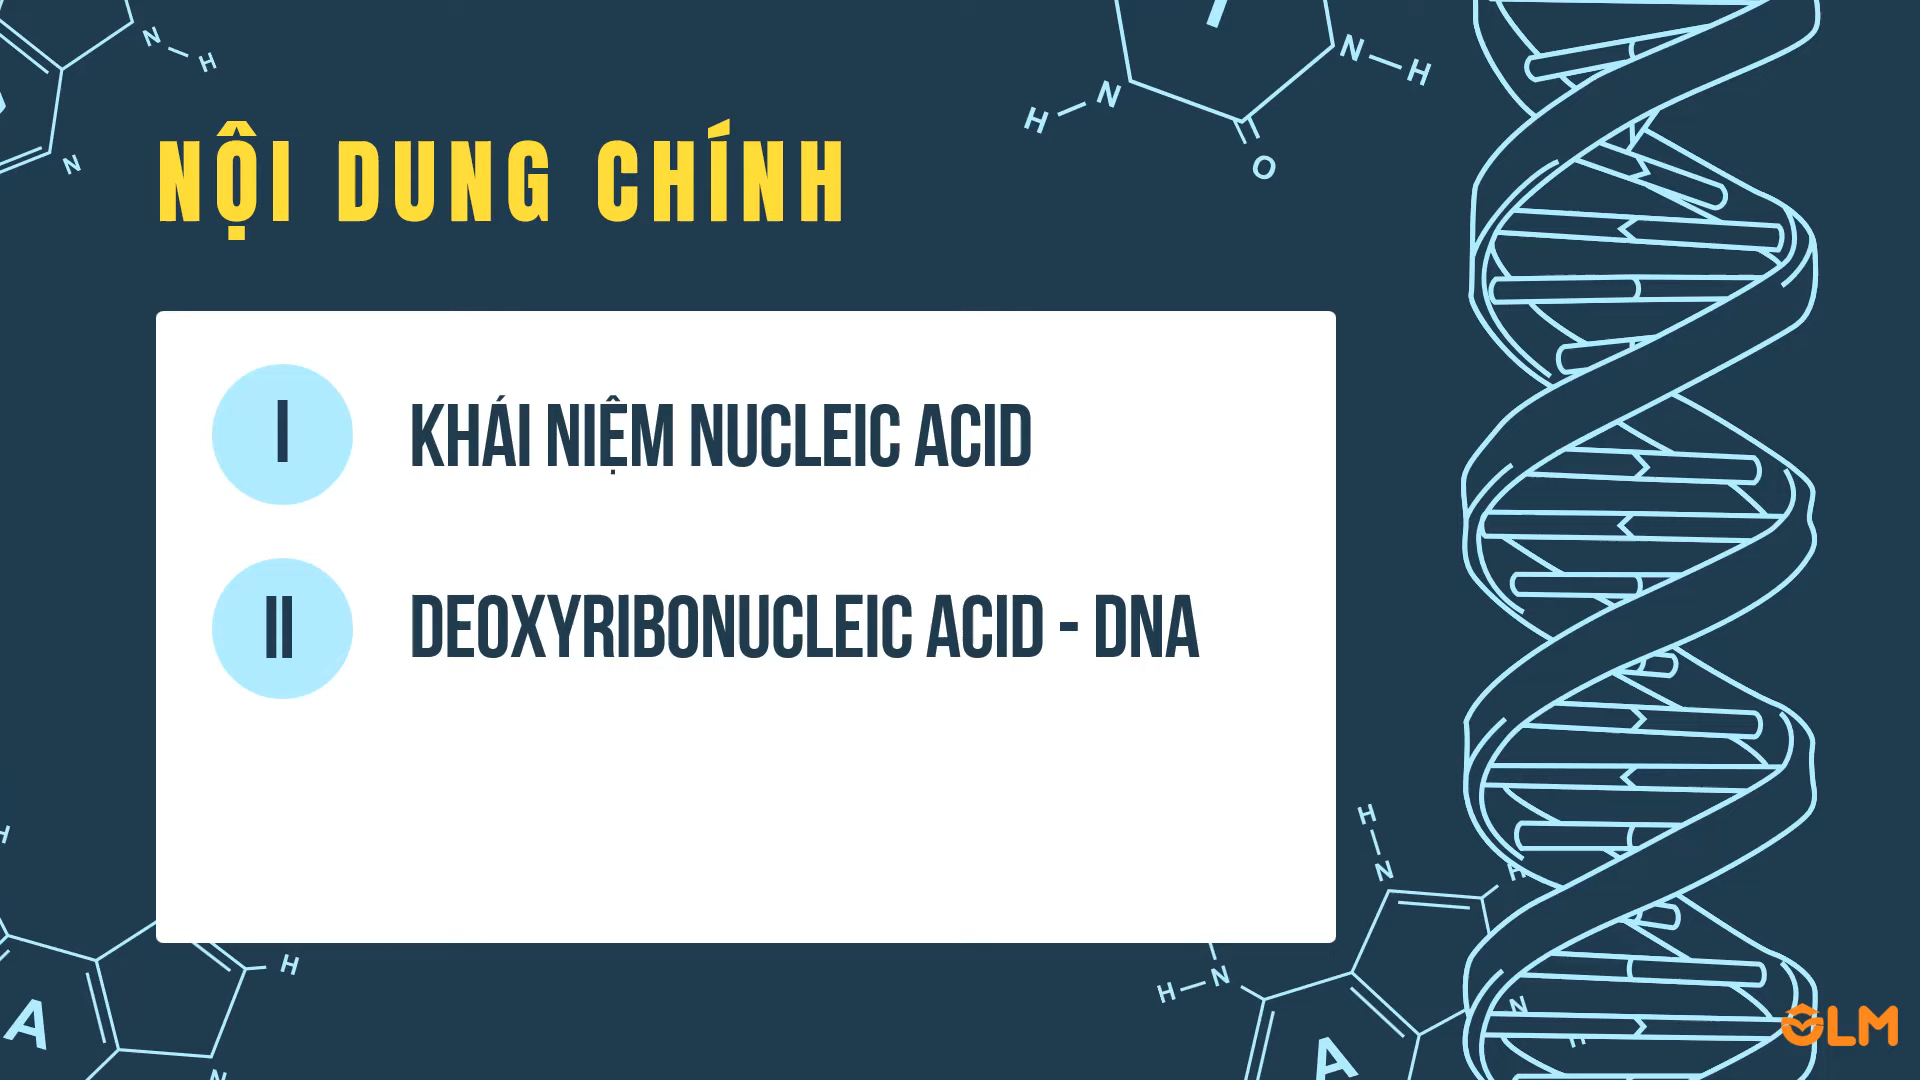 NỘI DUNG CHÍNH
I KHÁI NIỆM NUCLEIC ACID
II DEOXYRIBONUCLEIC ACID - DNA
N H
N
H N
N H
O
H
H
A
N
H
N
H
H N
N
A
OLM